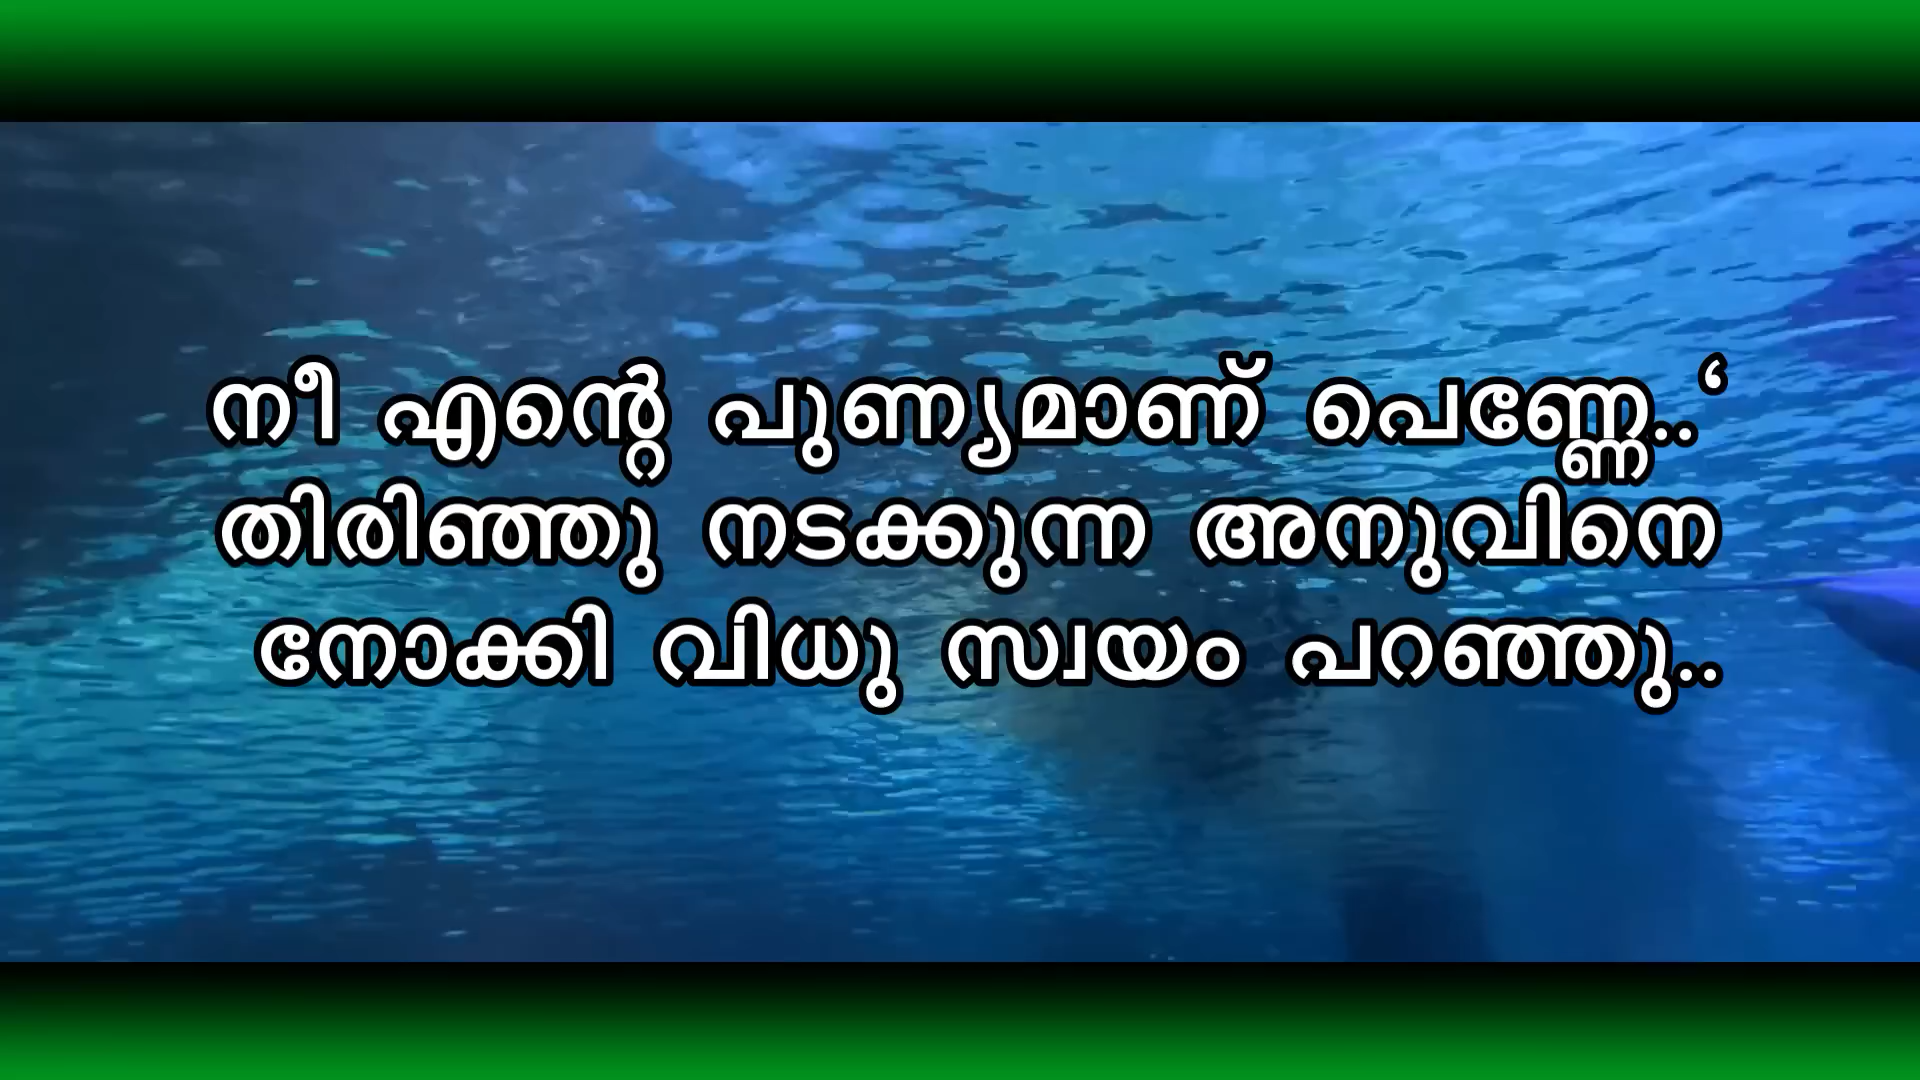 നീ എന്റെ പുണ്യമാണ് പെണ്ണേ..‘
തിരിഞ്ഞു നടക്കുന്ന അനുവിനെ
നോക്കി വിധു സ്വയം പറഞ്ഞു..